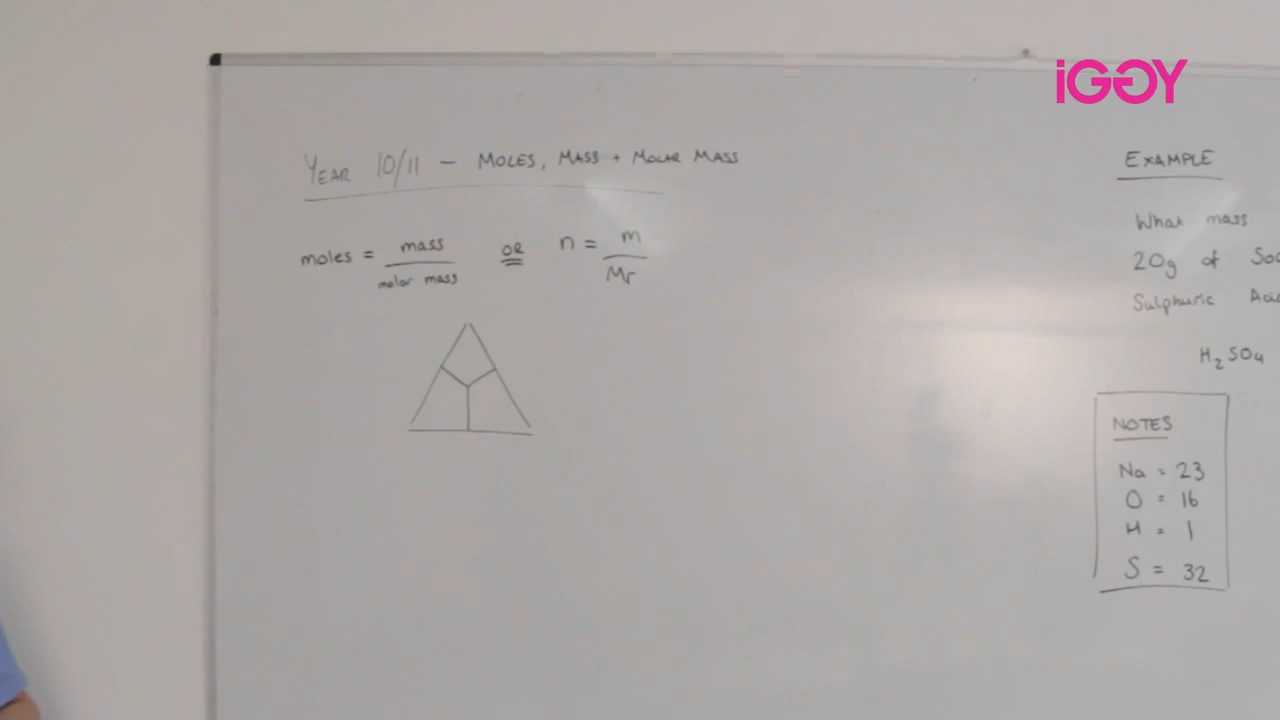 iGGY
YEAR 10/11 - MOLES, MASS + MOLAR MASS
moles = mass / molar mass OR n = m / Mr
EXAMPLE
What mass
20g of
Sulphuric
H₂SO₄
NOTES
Na = 23
O = 16
H = 1
S = 32